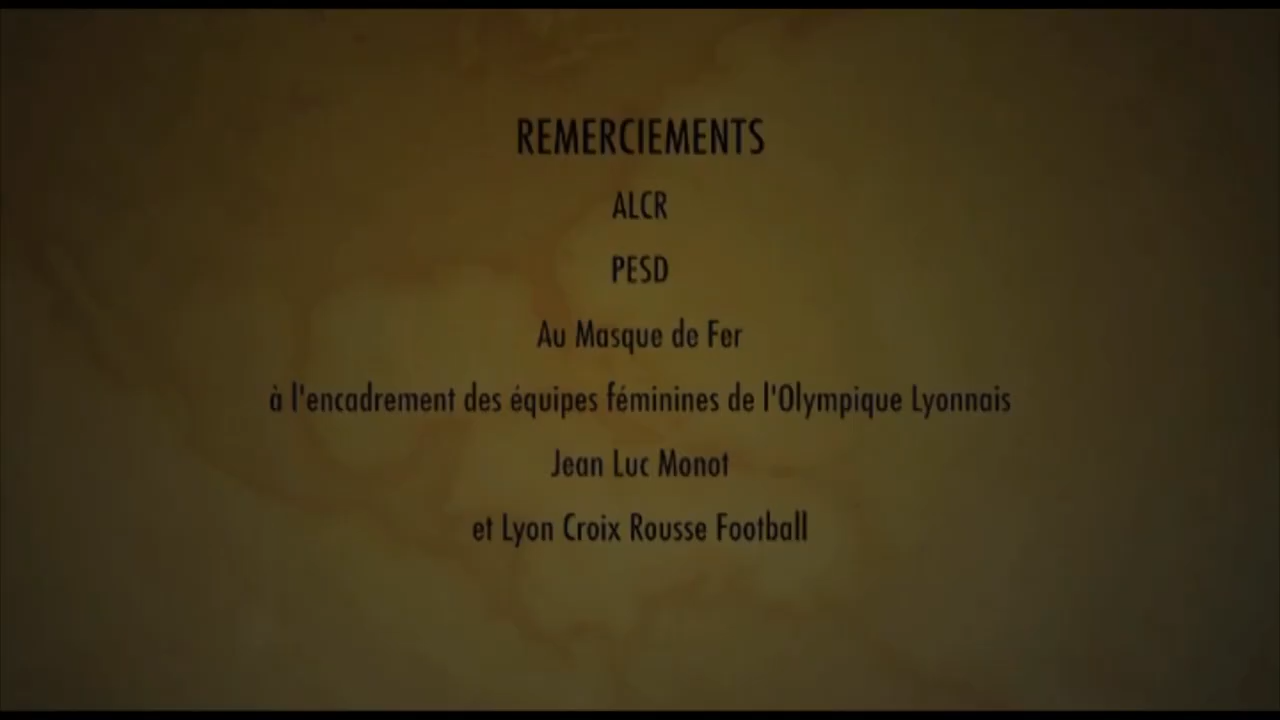 REMERCIEMENTS
ALCR
PESD
Au Masque de Fer
à l'encadrement des équipes féminines de l'Olympique Lyonnais
Jean Luc Monot
et Lyon Croix Rousse Football